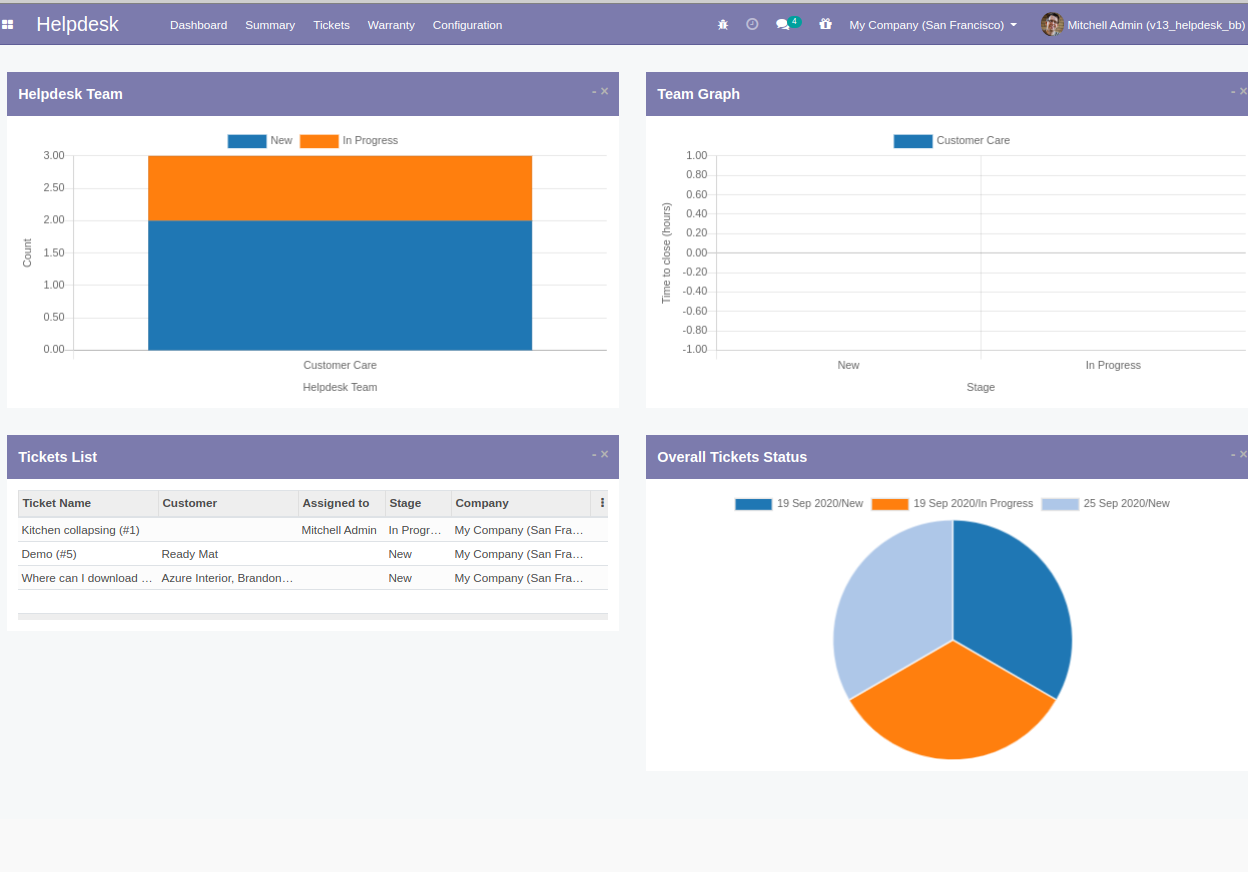 Helpdesk Dashboard Summary Tickets Warranty Configuration 4 My Company (San Francisco) Mitchell Admin (v13_helpdesk_bb)
Helpdesk Team
New In Progress
3.00
2.50
2.00
1.50
1.00
0.50
0.00
Count
Customer Care
Helpdesk Team
Team Graph
Customer Care
1.00
0.80
0.60
0.40
0.20
0.00
-0.20
-0.40
-0.60
-0.80
-1.00
Time to close (hours)
New In Progress
Stage
Tickets List
Ticket Name Customer Assigned to Stage Company
Kitchen collapsing (#1) Mitchell Admin In Progr… My Company (San Fra…
Demo (#5) Ready Mat New My Company (San Fra…
Where can I download … Azure Interior, Brandon… New My Company (San Fra…
Overall Tickets Status
19 Sep 2020/New 19 Sep 2020/In Progress 25 Sep 2020/New